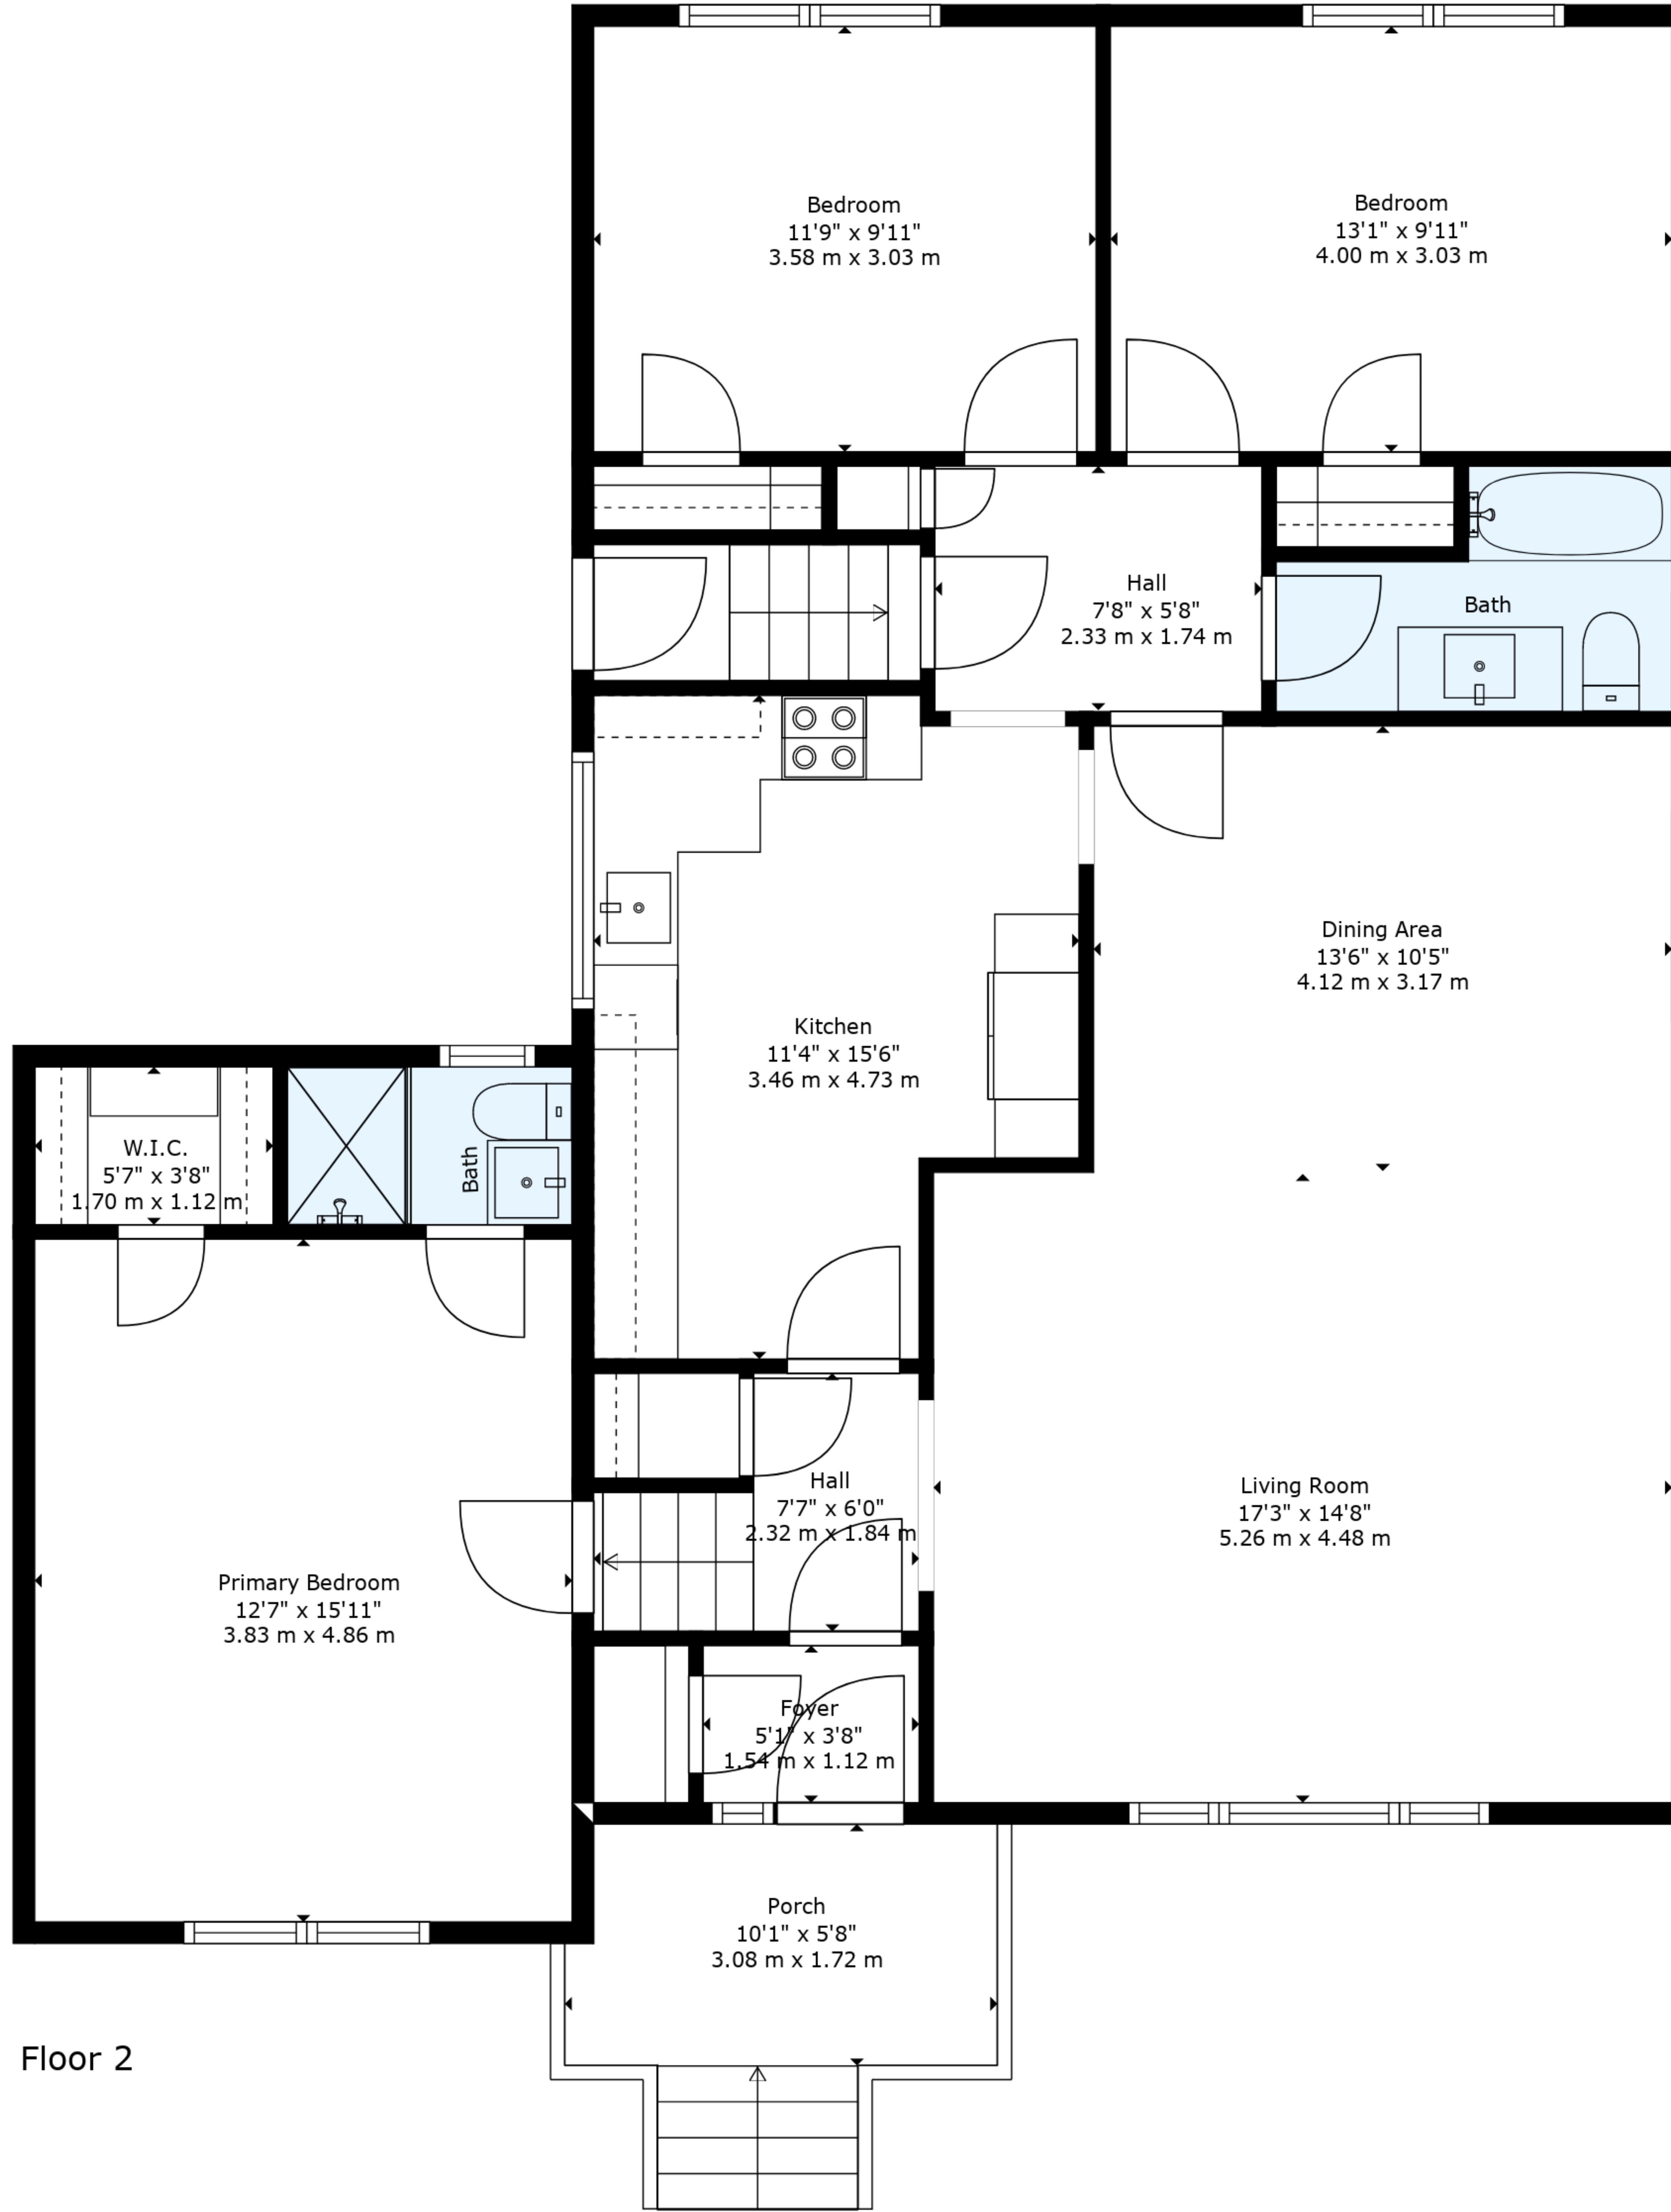 Bedroom
11'9" x 9'11"
3.58 m x 3.03 m
Bedroom
13'1" x 9'11"
4.00 m x 3.03 m
Hall
7'8" x 5'8"
2.33 m x 1.74 m
Bath
Dining Area
13'6" x 10'5"
4.12 m x 3.17 m
Kitchen
11'4" x 15'6"
3.46 m x 4.73 m
W.I.C.
5'7" x 3'8"
1.70 m x 1.12 m
Bath
Hall
7'7" x 6'0"
2.32 m x 1.84 m
Living Room
17'3" x 14'8"
5.26 m x 4.48 m
Primary Bedroom
12'7" x 15'11"
3.83 m x 4.86 m
Foyer
5'1" x 3'8"
1.54 m x 1.12 m
Porch
10'1" x 5'8"
3.08 m x 1.72 m
Floor 2